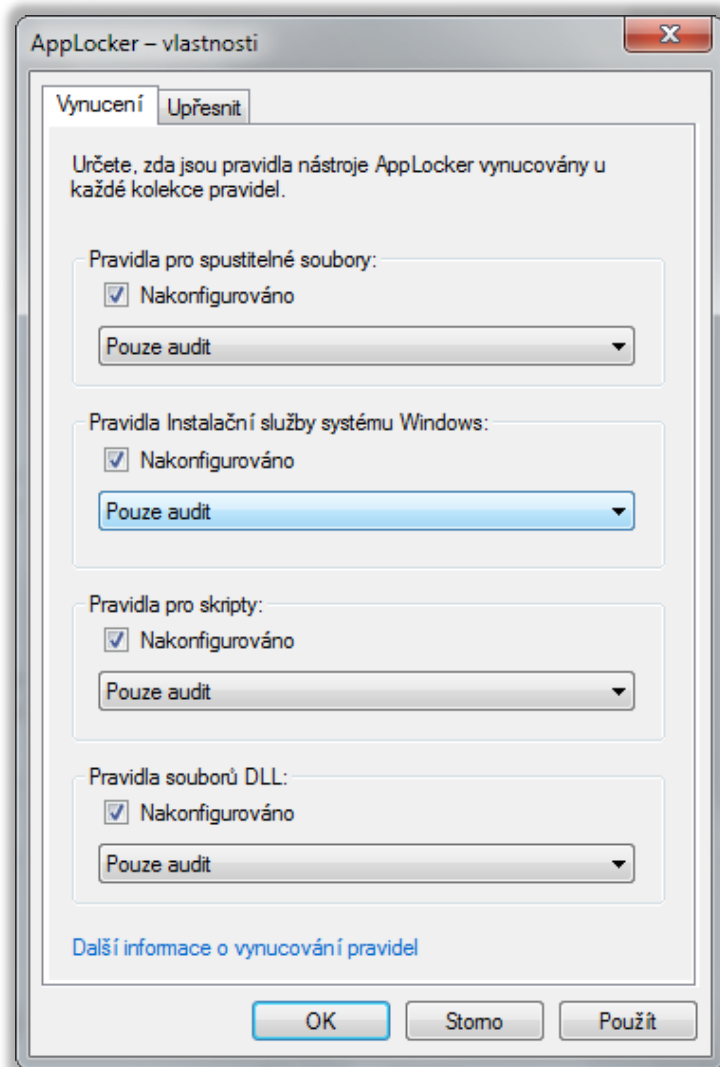 AppLocker – vlastnosti
Vynucení
Upřesnit
Určete, zda jsou pravidla nástroje AppLocker vynucovány u
každé kolekce pravidel.
Pravidla pro spustitelné soubory:
Nakonfigurováno
Pouze audit
Pravidla Instalační služby systému Windows:
Nakonfigurováno
Pouze audit
Pravidla pro skripty:
Nakonfigurováno
Pouze audit
Pravidla souborů DLL:
Nakonfigurováno
Pouze audit
Další informace o vynucování pravidel
OK
Storno
Použít